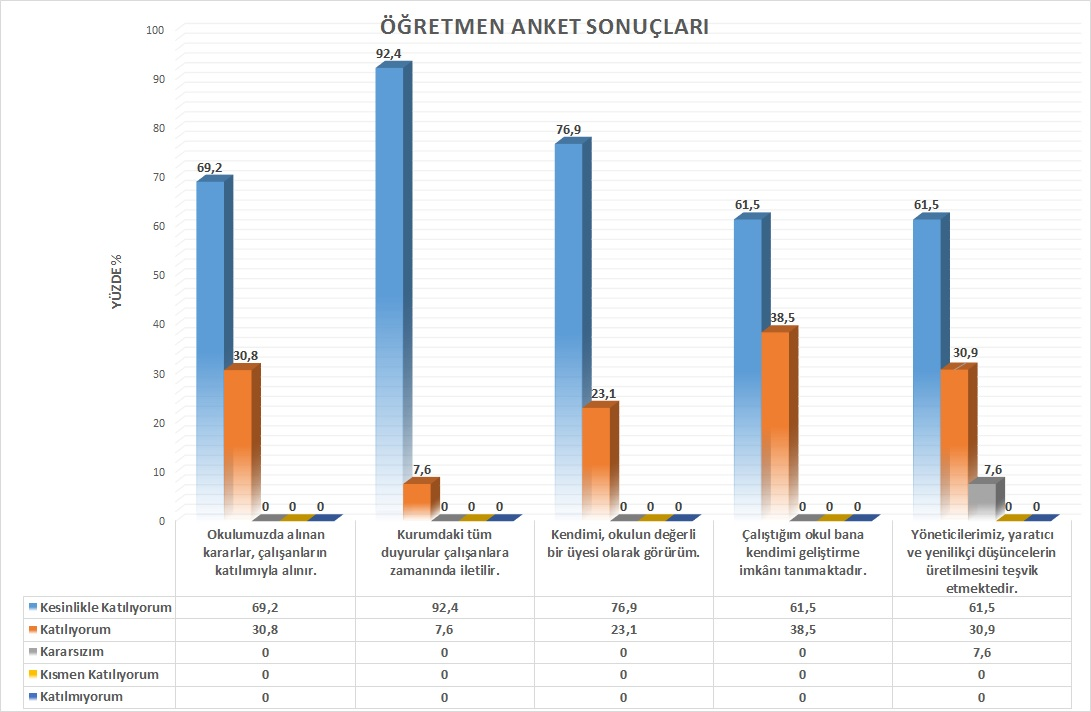 ÖĞRETMEN ANKET SONUÇLARI
YÜZDE %
100
90
80
70
60
50
40
30
20
10
0
69,2
30,8
0 0 0
92,4
7,6
0 0 0
76,9
23,1
0 0 0
61,5
38,5
0 0 0
61,5
30,9
7,6
0 0
Okulumuzda alınan
kararlar, çalışanların
katılımıyla alınır.
Kurumdaki tüm
duyurular çalışanlara
zamanında iletilir.
Kendimi, okulun değerli
bir üyesi olarak görürüm.
Çalıştığım okul bana
kendimi geliştirme
imkânı tanımaktadır.
Yöneticilerimiz, yaratıcı
ve yenilikçi düşüncelerin
üretilmesini teşvik
etmektedir.
Kesinlikle Katılıyorum 69,2 92,4 76,9 61,5 61,5
Katılıyorum 30,8 7,6 23,1 38,5 30,9
Kararsızım 0 0 0 0 7,6
Kısmen Katılıyorum 0 0 0 0 0
Katılmıyorum 0 0 0 0 0